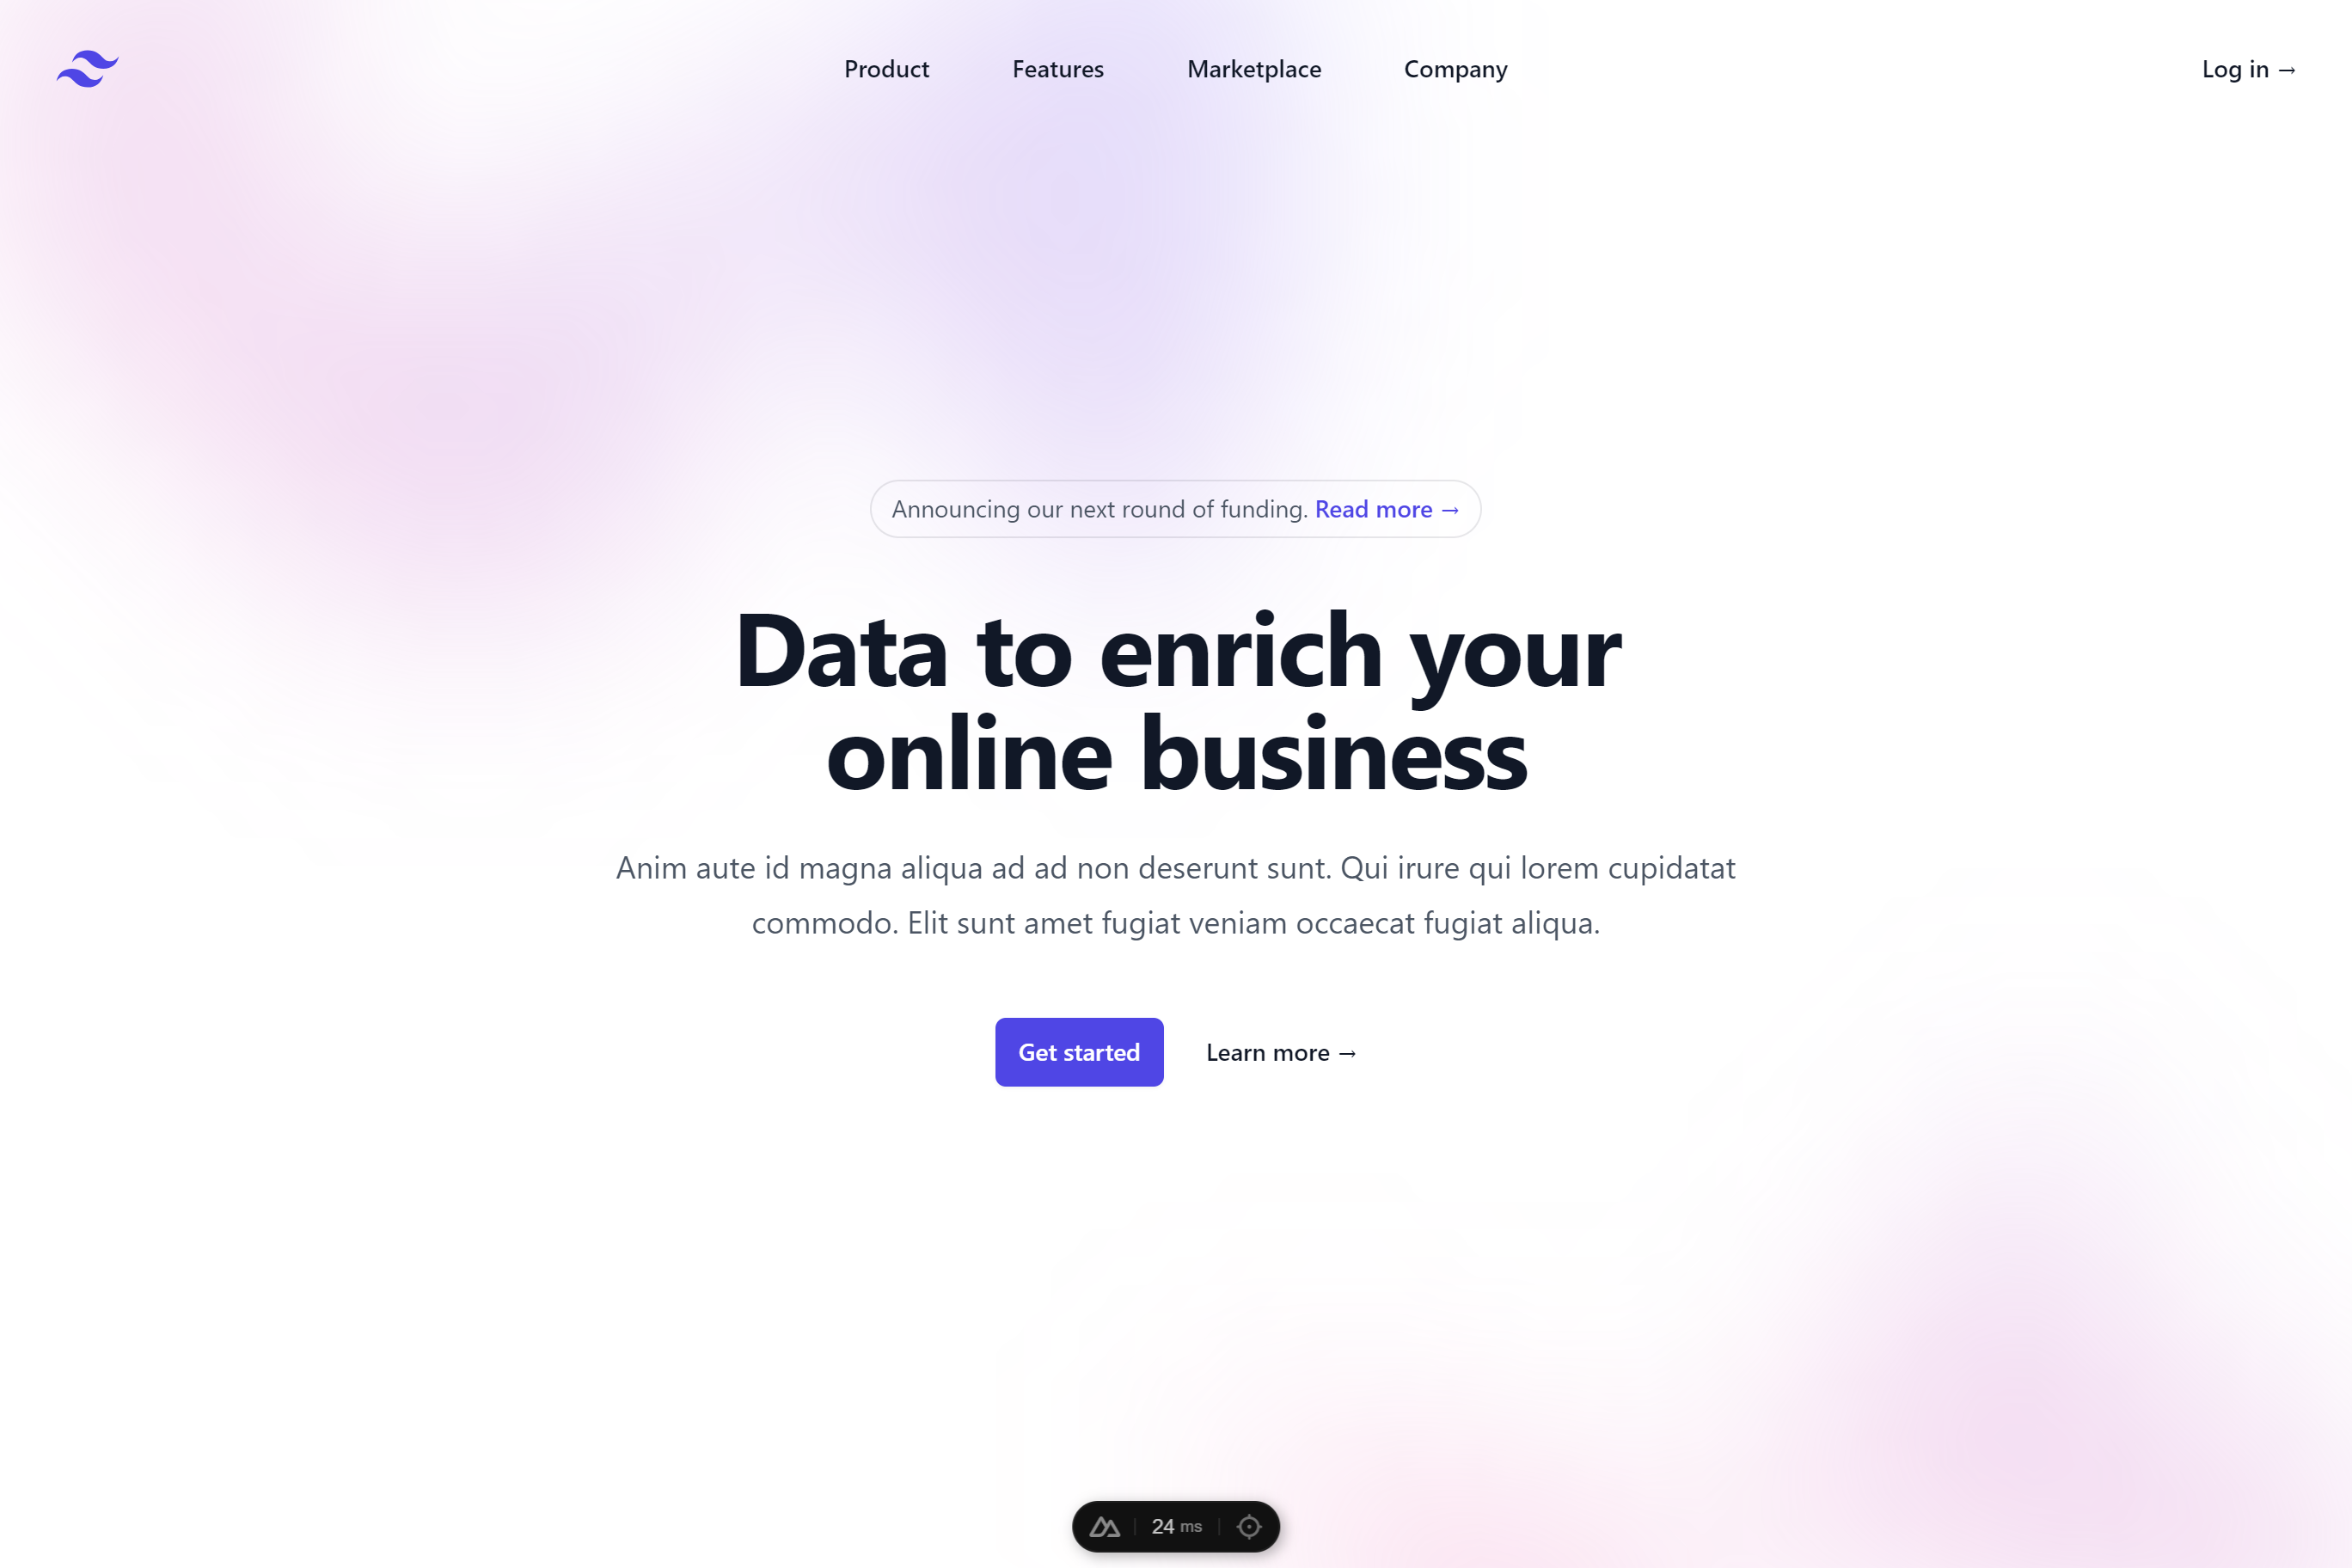 Product Features Marketplace Company Log in →
Announcing our next round of funding. Read more →
Data to enrich your
online business
Anim aute id magna aliqua ad ad non deserunt sunt. Qui irure qui lorem cupidatat
commodo. Elit sunt amet fugiat veniam occaecat fugiat aliqua.
Get started Learn more →
24 ms